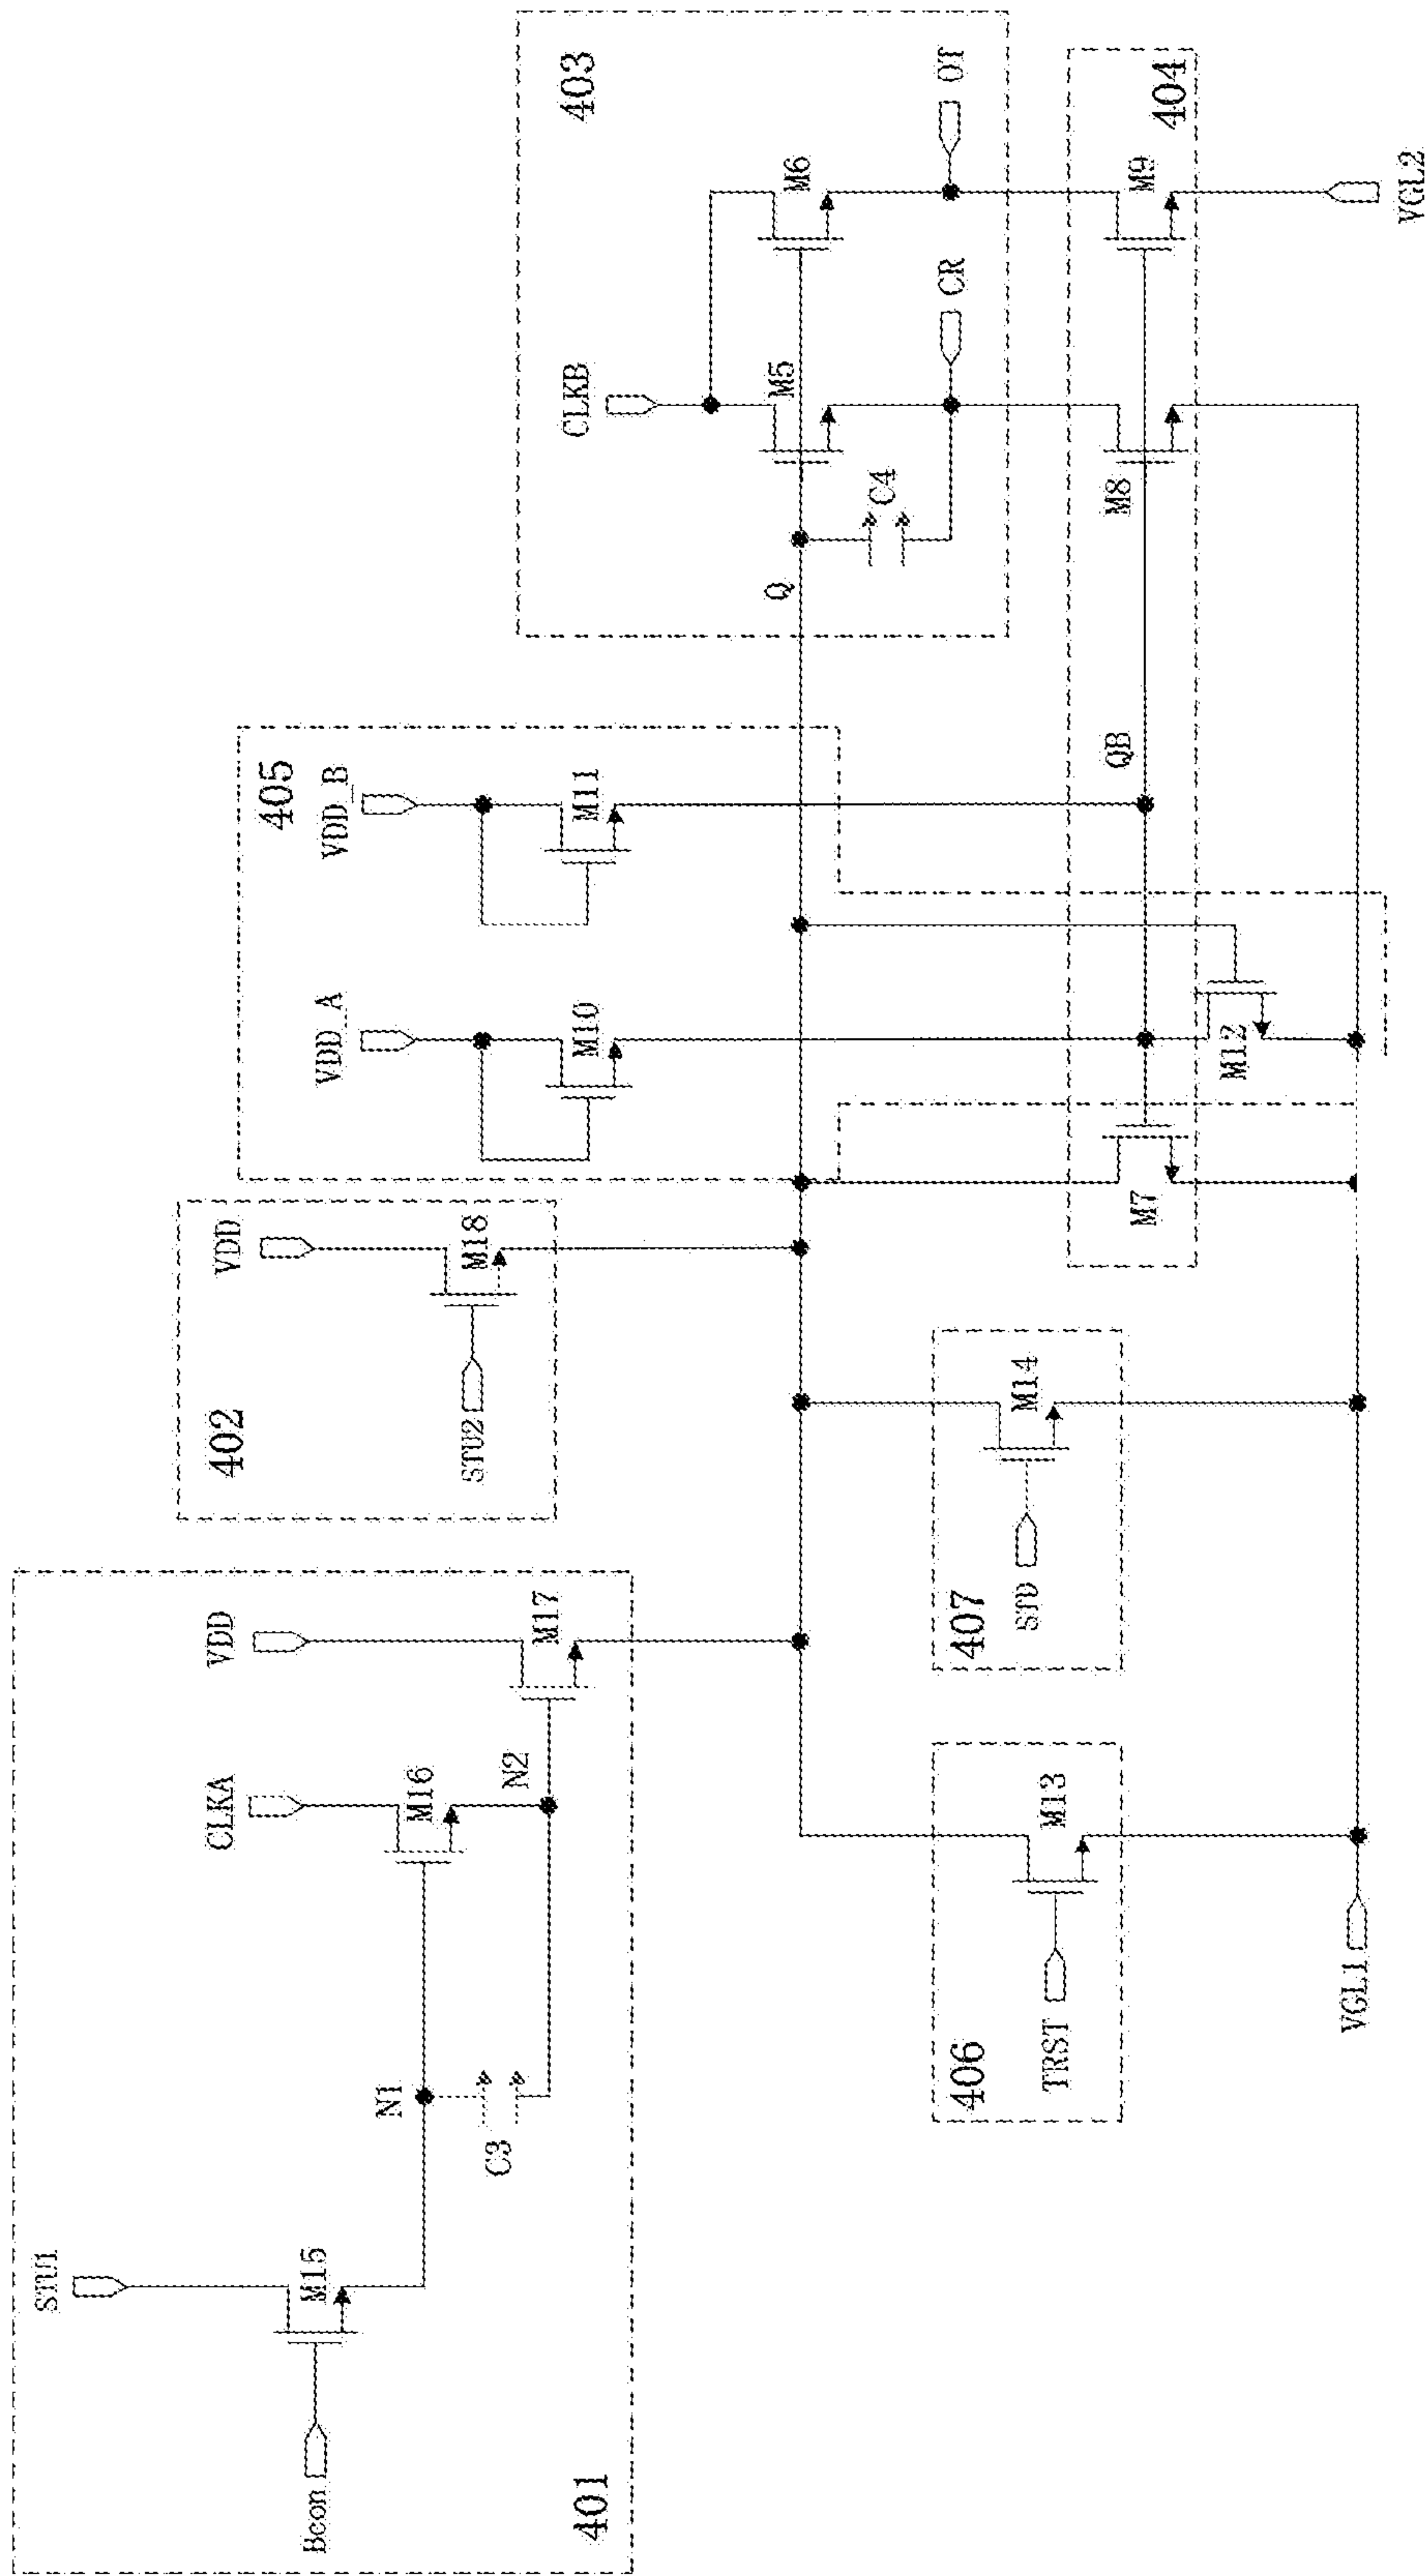 401
Bcon
STU1
M15
N1
C3
CLKA
M16
N2
VDD
M17
402
STU2
VDD
M18
405
VDD_A
M10
VDD_B
M11
403
CLKB
M5
M6
Q
C4
CR
OT
404
M7
QB
M8
M9
M12
VGL2
406
TRST
M13
407
STD
M14
VGL1